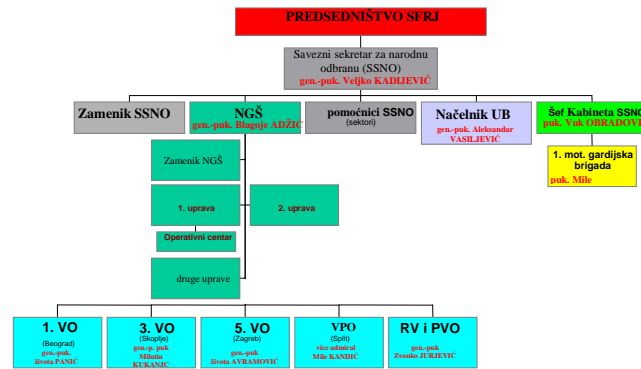 PREDSEDNIŠTVO SFRJ
Savezni sekretar za narodnu
odbranu (SSNO)
gen.-puk. Veljko KADIJEVIĆ
Zamenik SSNO
NGŠ
gen.-puk. Blagoje ADŽIĆ
pomoćnici SSNO
(sektori)
Načelnik UB
gen.-puk. Aleksandar
VASILJEVIĆ
Šef Kabineta SSNO
puk. Vuk OBRADOVI
1. mot. gardijska
brigada
puk. Mile
Zamenik NGŠ
1. uprava
2. uprava
Operativni centar
druge uprave
1. VO
(Beograd)
gen.-puk.
života PANIĆ
3. VO
(Skoplje)
gen.-p. puk
Milutin
KUKANJC
5. VO
(Zagreb)
gen.-puk
života AVRAMOVIĆ
VPO
(Split)
vice admiral
Mile KANDIĆ
RV i PVO
gen.-puk
Zvonko JURJEVIĆ